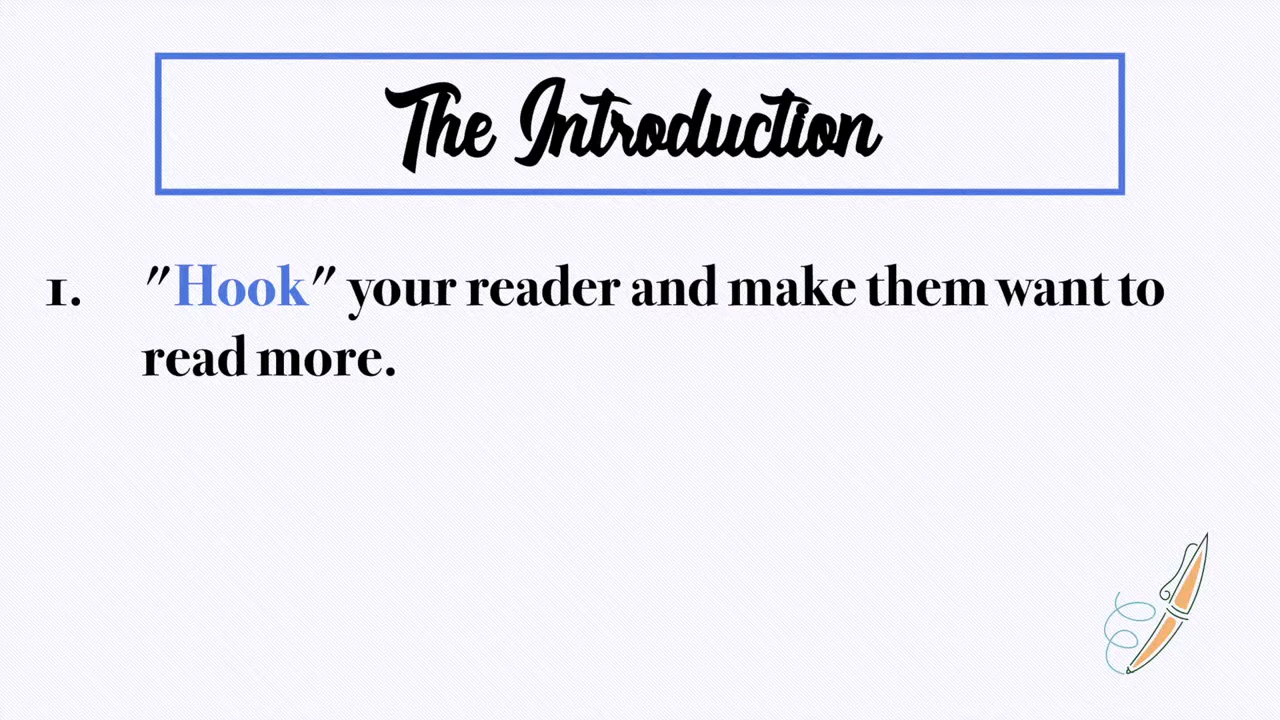 The Introduction
1. "Hook" your reader and make them want to
read more.